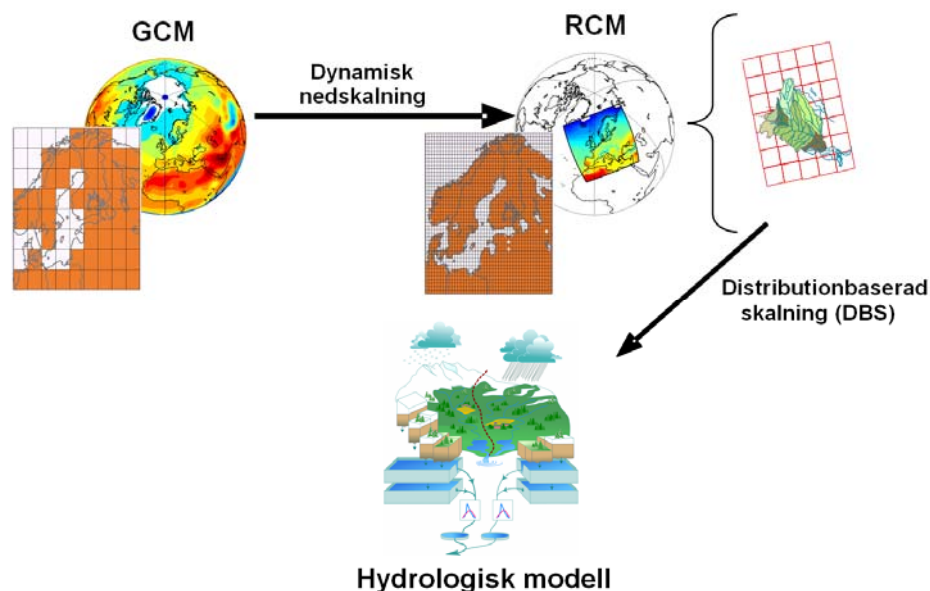 GCM
RCM
Dynamisk
nedskalning
Distributionbaserad
skalning (DBS)
Hydrologisk modell